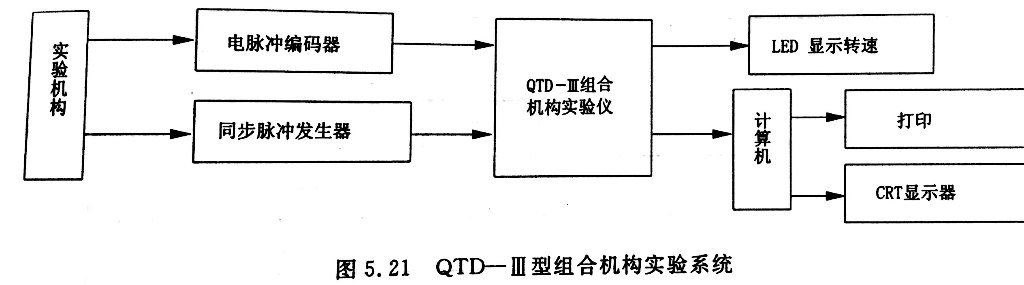 实验机构
电脉冲编码器
同步脉冲发生器
QTD-Ⅲ组合
机构实验仪
LED 显示转速
计算机
打印
CRT显示器
图 5.21 QTD—Ⅲ型组合机构实验系统